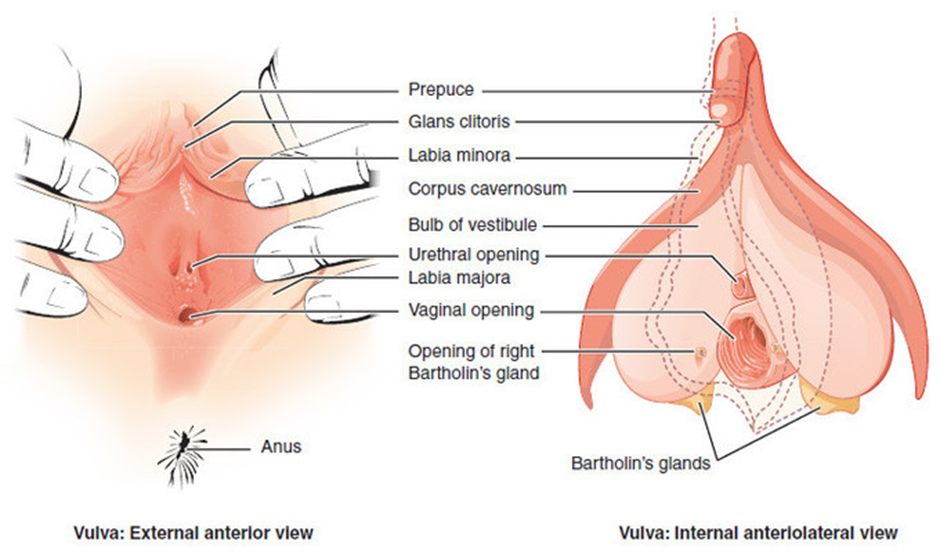 Prepuce
Glans clitoris
Labia minora
Corpus cavernosum
Bulb of vestibule
Urethral opening
Labia majora
Vaginal opening
Opening of right
Bartholin's gland
Anus
Bartholin's glands
Vulva: External anterior view
Vulva: Internal anteriolateral view